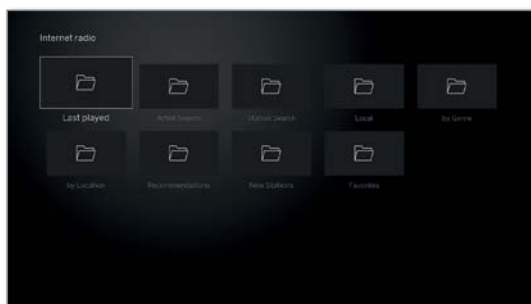 Internet radio
Last played
Artist Search
Station Search
Local
by Genre
by Location
Recommendations
New Stations
Favorites